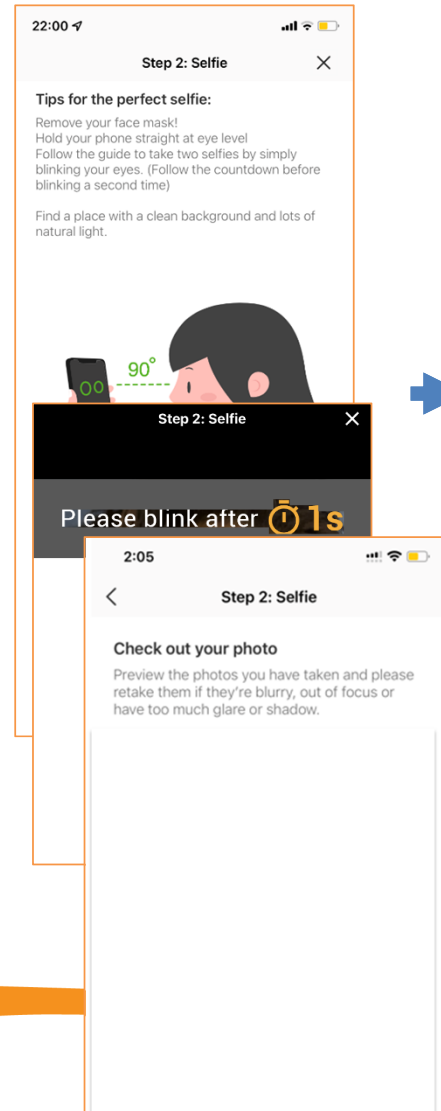 22:00
Step 2: Selfie
Tips for the perfect selfie:
Remove your face mask!
Hold your phone straight at eye level
Follow the guide to take two selfies by simply
blinking your eyes. (Follow the countdown before
blinking a second time)
Find a place with a clean background and lots of
natural light.
90°
Step 2: Selfie
Please blink after 1s
2:05
Step 2: Selfie
Check out your photo
Preview the photos you have taken and please
retake them if they're blurry, out of focus or
have too much glare or shadow.